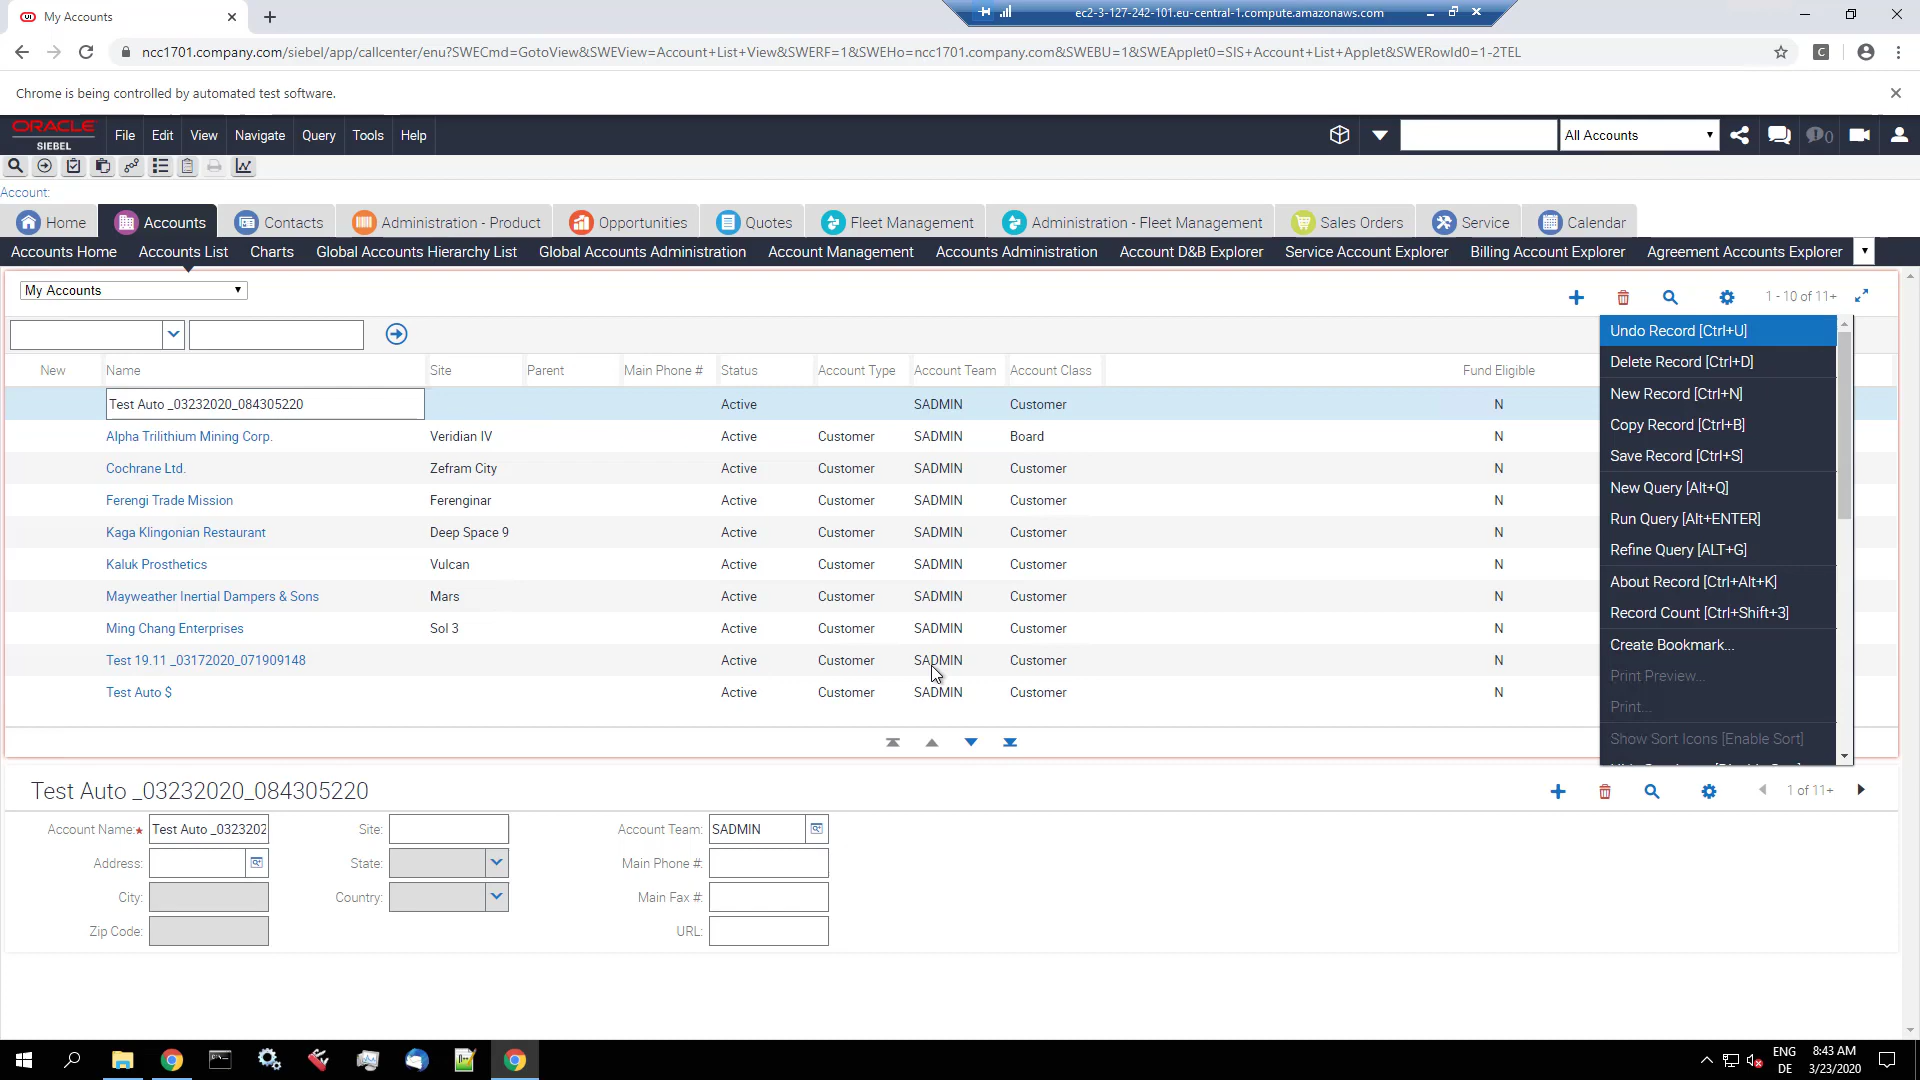 My Accounts
ec2-3-127-242-101.eu-central-1.compute.amazonaws.com
ncc1701.company.com/siebel/app/callcenter/enu?SWECmd=GotoView&SWEView=Account+List+View&SWERF=1&SWEHo=ncc1701.company.com&SWEBU=1&SWEApplet0=SIS+Account+List+Applet&SWERowId0=1-2TEL
Chrome is being controlled by automated test software.
ORACLE
SIEBEL
File Edit View Navigate Query Tools Help
All Accounts
0
Account:
Home Accounts Contacts Administration - Product Opportunities Quotes Fleet Management Administration - Fleet Management Sales Orders Service Calendar
Accounts Home Accounts List Charts Global Accounts Hierarchy List Global Accounts Administration Account Management Accounts Administration Account D&B Explorer Service Account Explorer Billing Account Explorer Agreement Accounts Explorer
My Accounts
1 - 10 of 11+
New Name Site Parent Main Phone # Status Account Type Account Team Account Class Fund Eligible
Test Auto _03232020_084305220 Active SADMIN Customer N
Alpha Trilithium Mining Corp. Veridian IV Active Customer SADMIN Board N
Cochrane Ltd. Zefram City Active Customer SADMIN Customer N
Ferengi Trade Mission Ferenginar Active Customer SADMIN Customer N
Kaga Klingonian Restaurant Deep Space 9 Active Customer SADMIN Customer N
Kaluk Prosthetics Vulcan Active Customer SADMIN Customer N
Mayweather Inertial Dampers & Sons Mars Active Customer SADMIN Customer N
Ming Chang Enterprises Sol 3 Active Customer SADMIN Customer N
Test 19.11 _03172020_071909148 Active Customer SADMIN Customer N
Test Auto $ Active Customer SADMIN Customer N
Undo Record [Ctrl+U]
Delete Record [Ctrl+D]
New Record [Ctrl+N]
Copy Record [Ctrl+B]
Save Record [Ctrl+S]
New Query [Alt+Q]
Run Query [Alt+ENTER]
Refine Query [ALT+G]
About Record [Ctrl+Alt+K]
Record Count [Ctrl+Shift+3]
Create Bookmark...
Print Preview...
Print...
Show Sort Icons [Enable Sort]
Test Auto _03232020_084305220
1 of 11+
Account Name:* Test Auto _0323202 Site: Account Team: SADMIN
Address: State: Main Phone #:
City: Country: Main Fax #:
Zip Code: URL:
ENG
DE
8:43 AM
3/23/2020